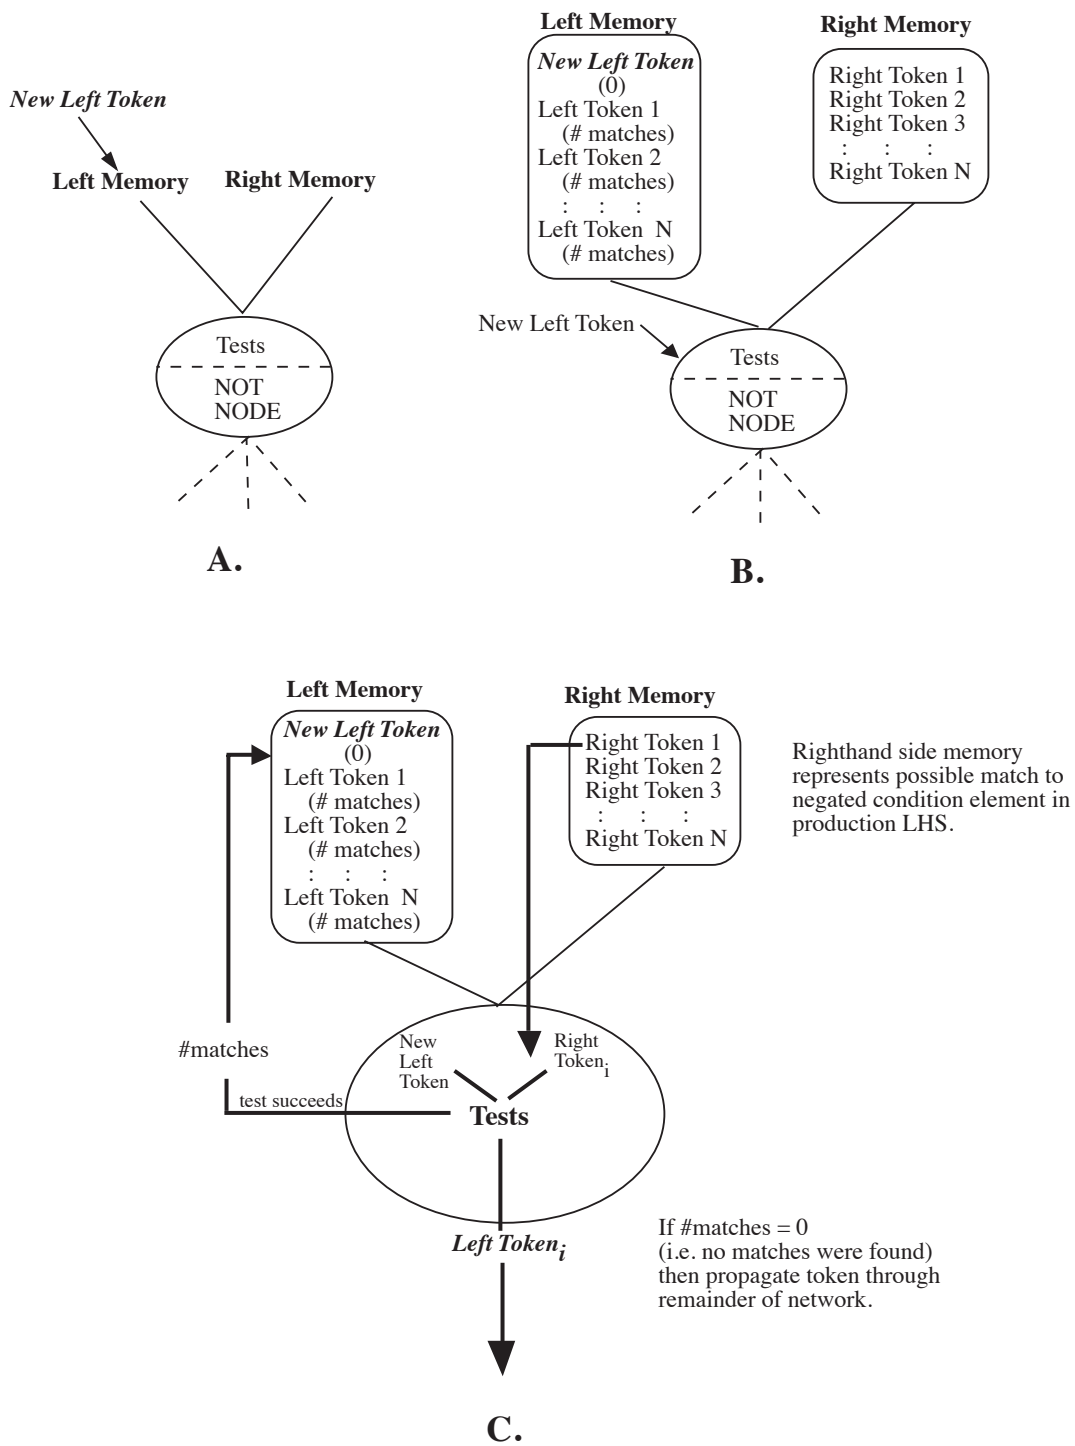 New Left Token
Left Memory
Right Memory
Tests
NOT
NODE
A.
Left Memory
New Left Token
(0)
Left Token 1
(# matches)
Left Token 2
(# matches)
: : :
Left Token N
(# matches)
Right Memory
Right Token 1
Right Token 2
Right Token 3
: : :
Right Token N
New Left Token
Tests
NOT
NODE
B.
Left Memory
New Left Token
(0)
Left Token 1
(# matches)
Left Token 2
(# matches)
: : :
Left Token N
(# matches)
Right Memory
Right Token 1
Right Token 2
Right Token 3
: : :
Right Token N
Righthand side memory
represents possible match to
negated condition element in
production LHS.
#matches
test succeeds
New
Left
Token
Right
Token i
Tests
Left Token i
If #matches = 0
(i.e. no matches were found)
then propagate token through
remainder of network.
C.